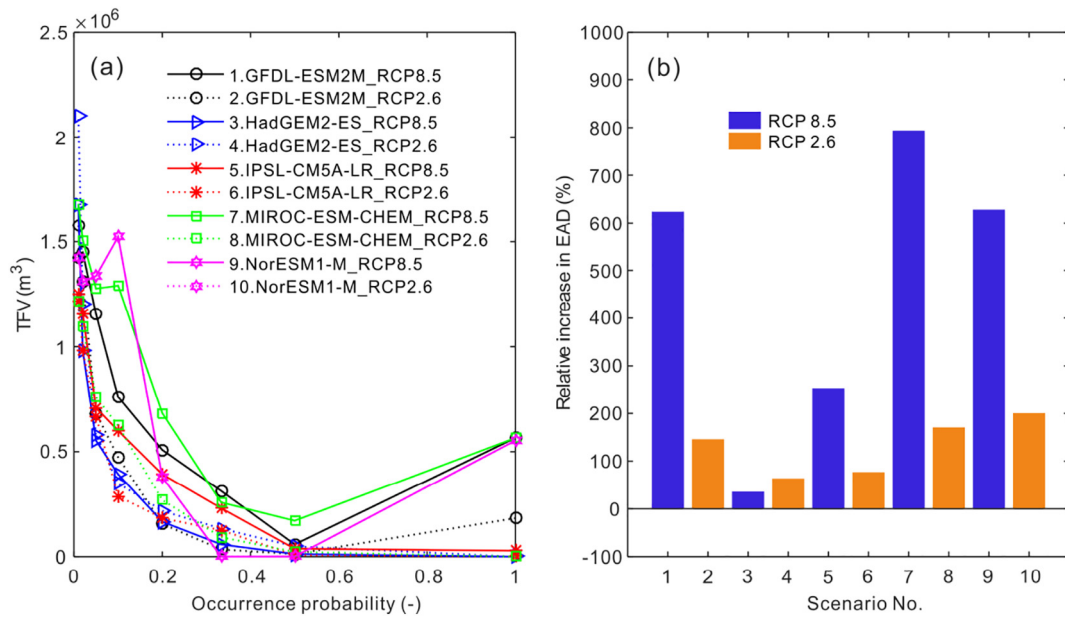 ×10⁶
2.5
2
1.5
1
0.5
0
TFV (m³)
(a)
1.GFDL-ESM2M_RCP8.5
2.GFDL-ESM2M_RCP2.6
3.HadGEM2-ES_RCP8.5
4.HadGEM2-ES_RCP2.6
5.IPSL-CM5A-LR_RCP8.5
6.IPSL-CM5A-LR_RCP2.6
7.MIROC-ESM-CHEM_RCP8.5
8.MIROC-ESM-CHEM_RCP2.6
9.NorESM1-M_RCP8.5
10.NorESM1-M_RCP2.6
0 0.2 0.4 0.6 0.8 1
Occurrence probability (-)
1000
900
800
700
600
500
400
300
200
100
0
-100
Relative increase in EAD (%)
(b)
RCP 8.5
RCP 2.6
1 2 3 4 5 6 7 8 9 10
Scenario No.